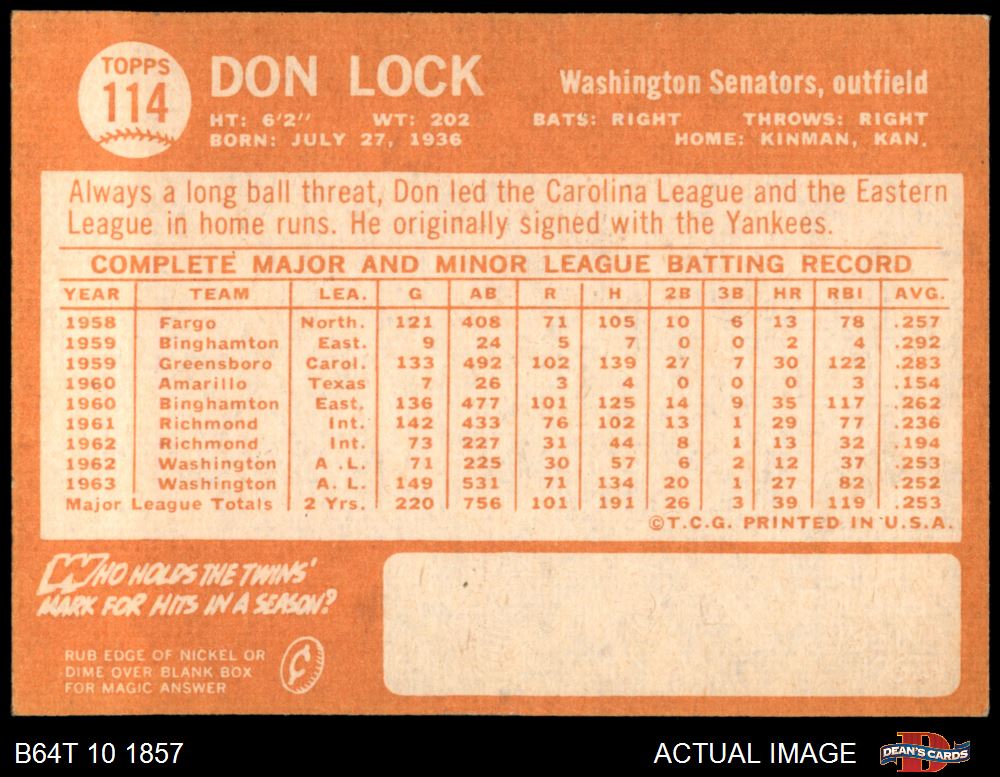 TOPPS
114
DON LOCK
Washington Senators, outfield
HT: 6'2" WT: 202 BATS: RIGHT THROWS: RIGHT
BORN: JULY 27, 1936 HOME: KINMAN, KAN.
Always a long ball threat, Don led the Carolina League and the Eastern
League in home runs. He originally signed with the Yankees.
COMPLETE MAJOR AND MINOR LEAGUE BATTING RECORD
YEAR TEAM LEA. G AB R H 2B 3B HR RBI AVG.
1958 Fargo North. 121 408 71 105 10 6 13 78 .257
1959 Binghamton East. 9 24 5 7 0 0 2 4 .292
1959 Greensboro Carol. 133 492 102 139 27 7 30 122 .283
1960 Amarillo Texas 7 26 3 4 0 0 0 3 .154
1960 Binghamton East. 136 477 101 125 14 9 35 117 .262
1961 Richmond Int. 142 433 76 102 13 1 29 77 .236
1962 Richmond Int. 73 227 31 44 8 1 13 32 .194
1962 Washington A .L. 71 225 30 57 6 2 12 37 .253
1963 Washington A. L. 149 531 71 134 20 1 27 82 .252
Major League Totals 2 Yrs. 220 756 101 191 26 3 39 119 .253
©T.C.G. PRINTED IN U.S.A.
WHO HOLDS THE TWINS'
MARK FOR HITS IN A SEASON?
RUB EDGE OF NICKEL OR
DIME OVER BLANK BOX
FOR MAGIC ANSWER
B64T 10 1857
ACTUAL IMAGE
DEAN'S CARDS